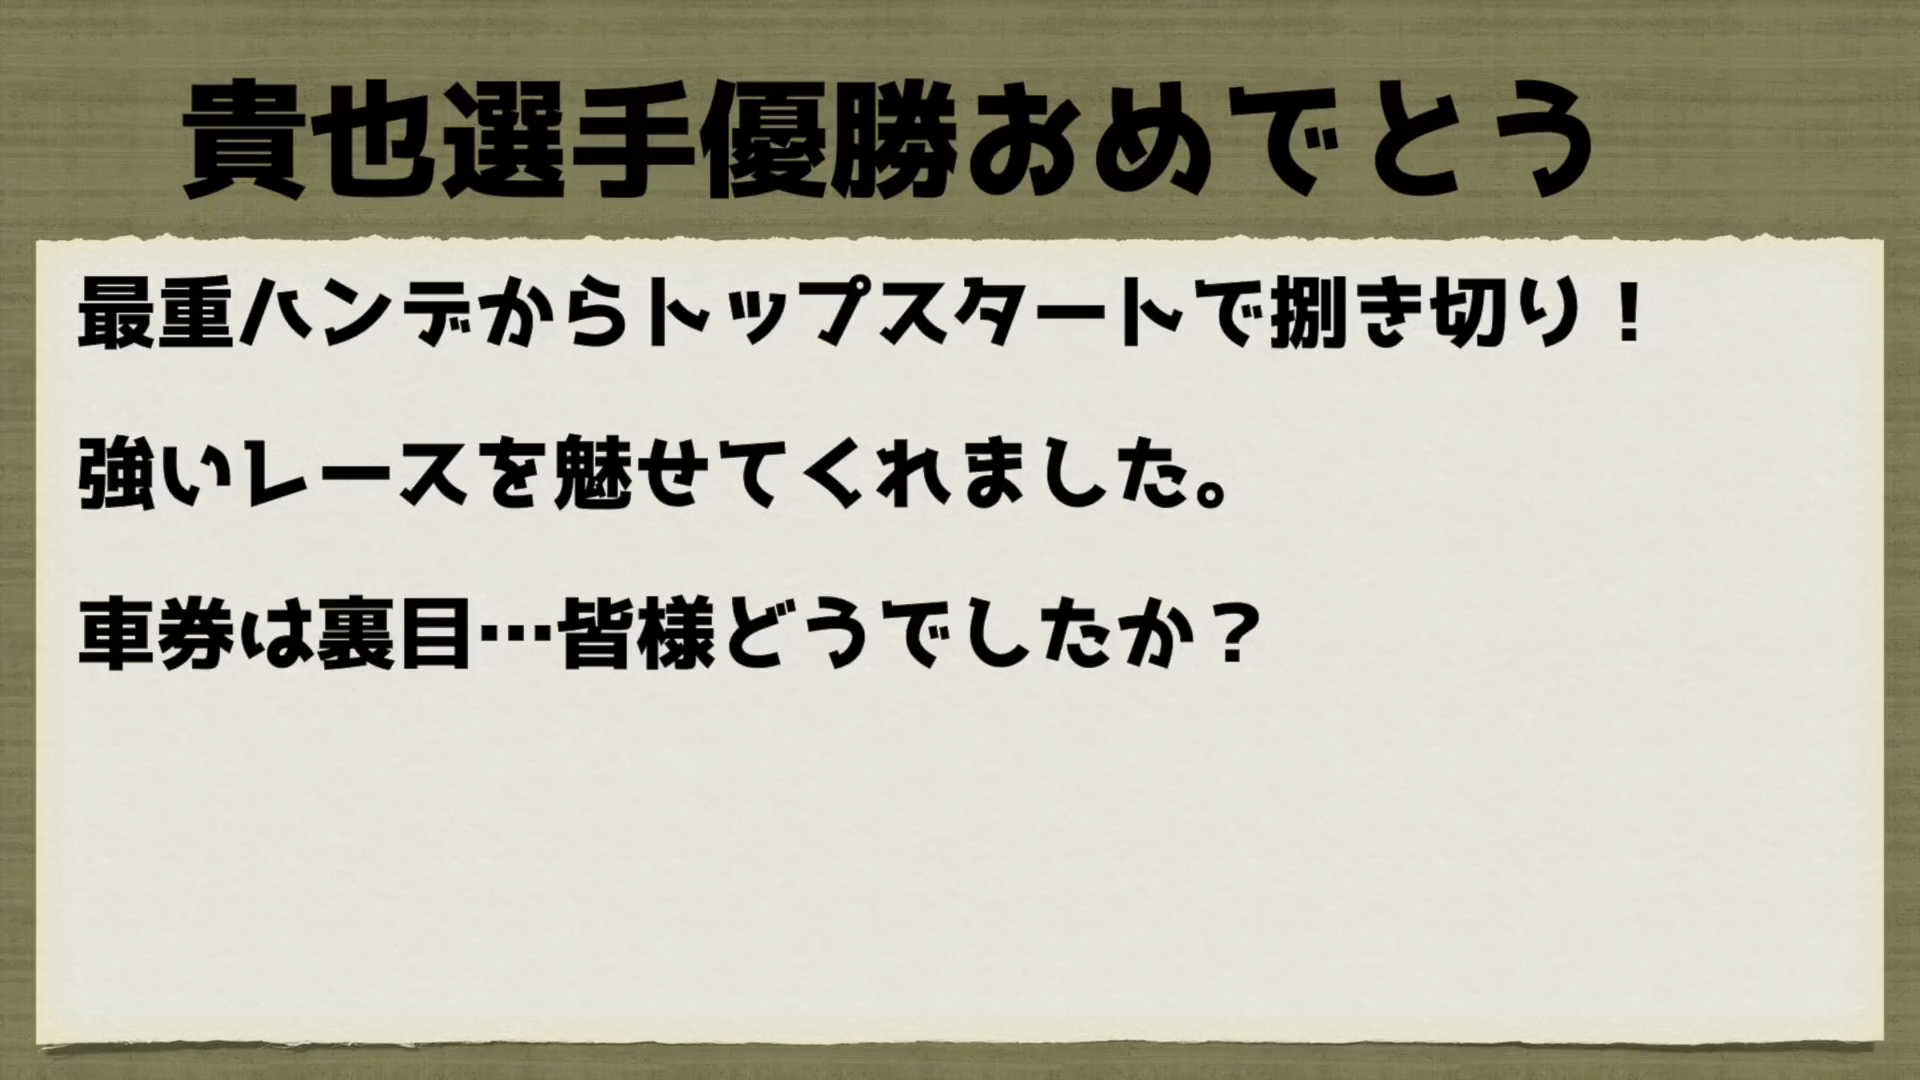 貴也選手優勝おめでとう
最重ハンデからトップスタートで捌き切り！
強いレースを魅せてくれました。
車券は裏目…皆様どうでしたか？